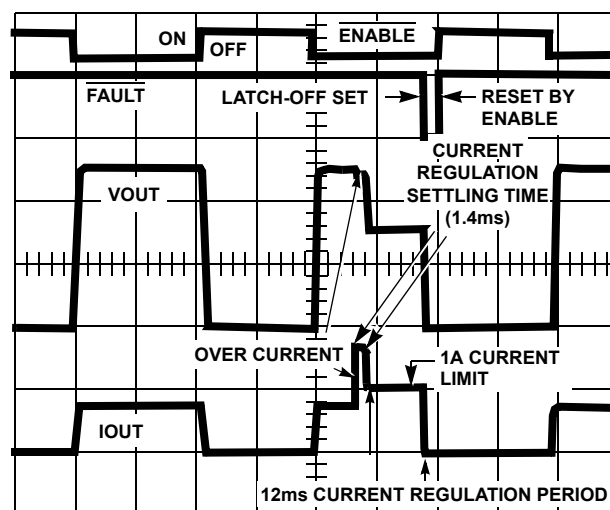 ON
OFF
ENABLE
FAULT
LATCH-OFF SET
RESET BY
ENABLE
CURRENT
REGULATION
SETTLING TIME
(1.4ms)
VOUT
OVER CURRENT
1A CURRENT
LIMIT
IOUT
12ms CURRENT REGULATION PERIOD